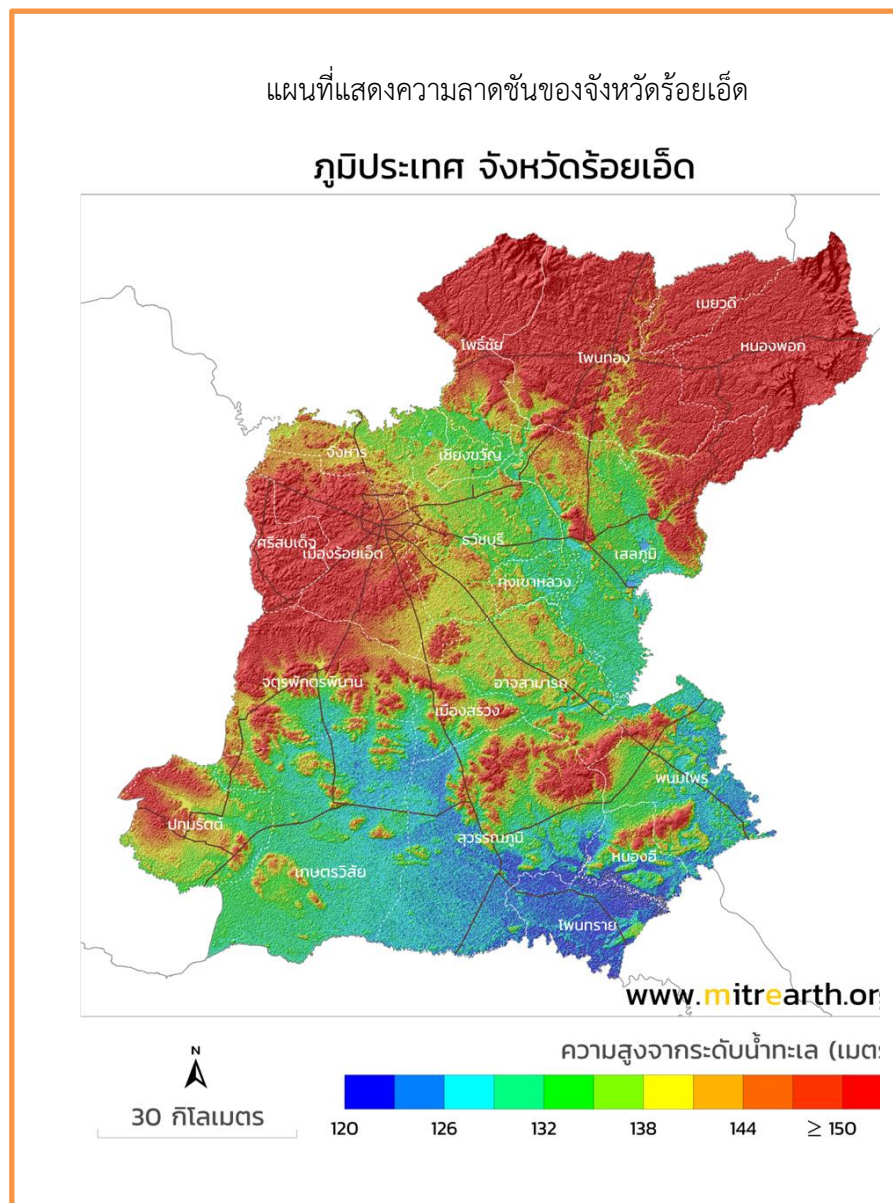 แผนที่แสดงความลาดชันของจังหวัดร้อยเอ็ด
ภูมิประเทศ จังหวัดร้อยเอ็ด
เมยวดี
หนองพอก
โพธิ์ชัย
โพนทอง
จังหาร
เชียงขวัญ
ศรีสมเด็จ
เมืองร้อยเอ็ด
ธวัชบุรี
เสลภูมิ
ทุ่งเขาหลวง
จตุรพักตรพิมาน
อาจสามารถ
เมืองสรวง
พนมไพร
ปทุมรัตต์
สุวรรณภูมิ
หนองฮี
เกษตรวิสัย
โพนทราย
www.mitrearth.org
N
30 กิโลเมตร
ความสูงจากระดับน้ำทะเล (เมตร
120 126 132 138 144 ≥ 150